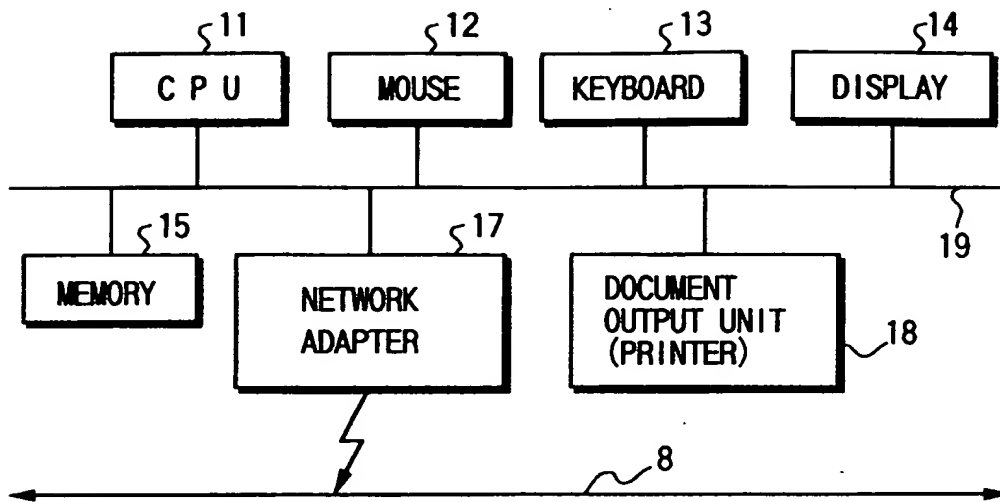 11
12
13
14
CPU
MOUSE
KEYBOARD
DISPLAY
15
17
19
MEMORY
NETWORK
ADAPTER
DOCUMENT
OUTPUT UNIT
(PRINTER)
18
8